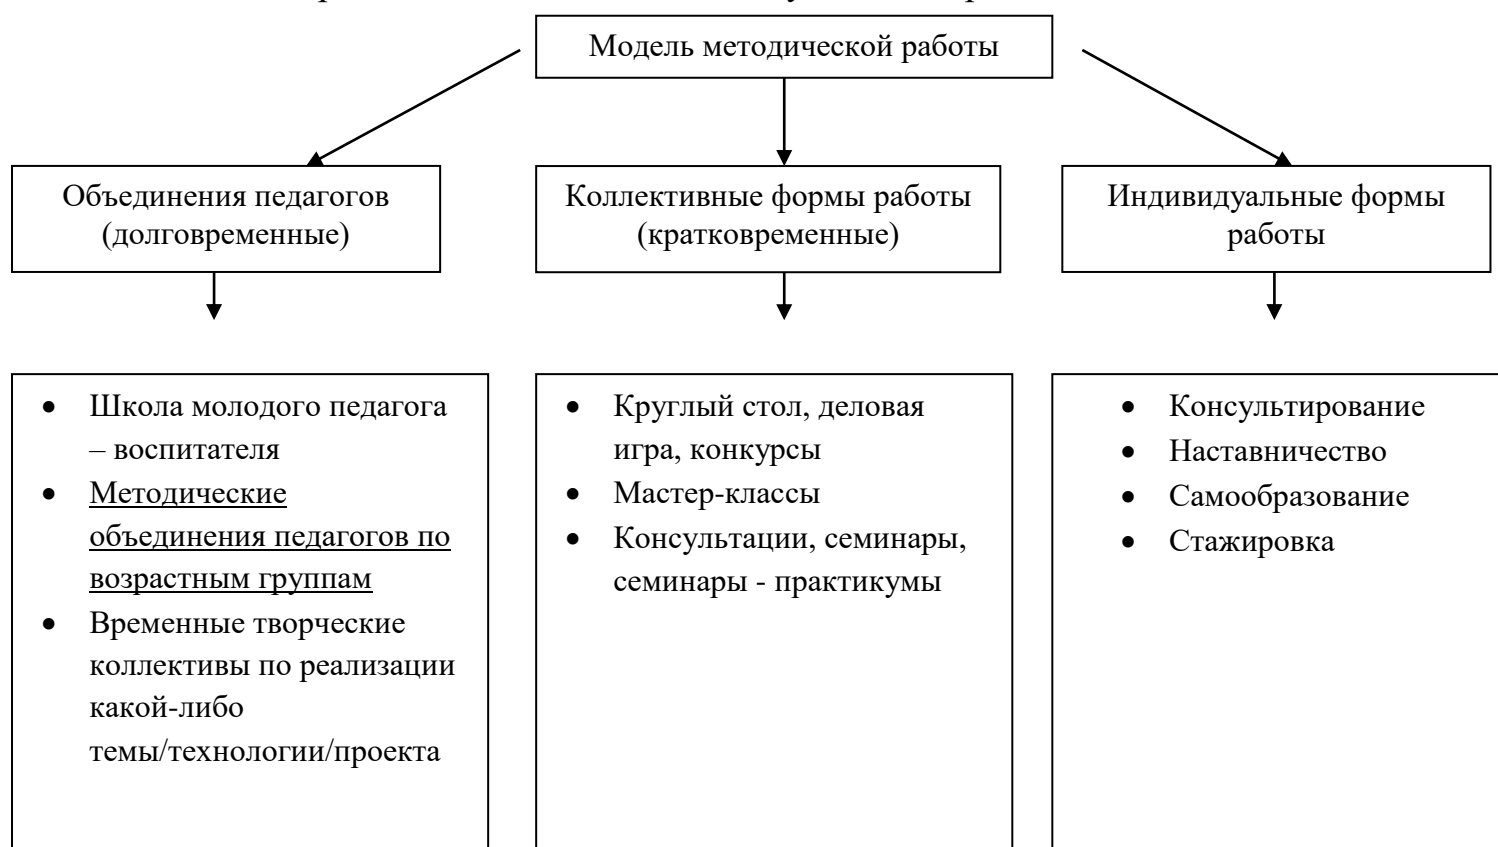 Модель методической работы
Объединения педагогов
(долговременные)
Коллективные формы работы
(кратковременные)
Индивидуальные формы
работы
• Школа молодого педагога
– воспитателя
• Методические
объединения педагогов по
возрастным группам
• Временные творческие
коллективы по реализации
какой-либо
темы/технологии/проекта
• Круглый стол, деловая
игра, конкурсы
• Мастер-классы
• Консультации, семинары,
семинары - практикумы
• Консультирование
• Наставничество
• Самообразование
• Стажировка